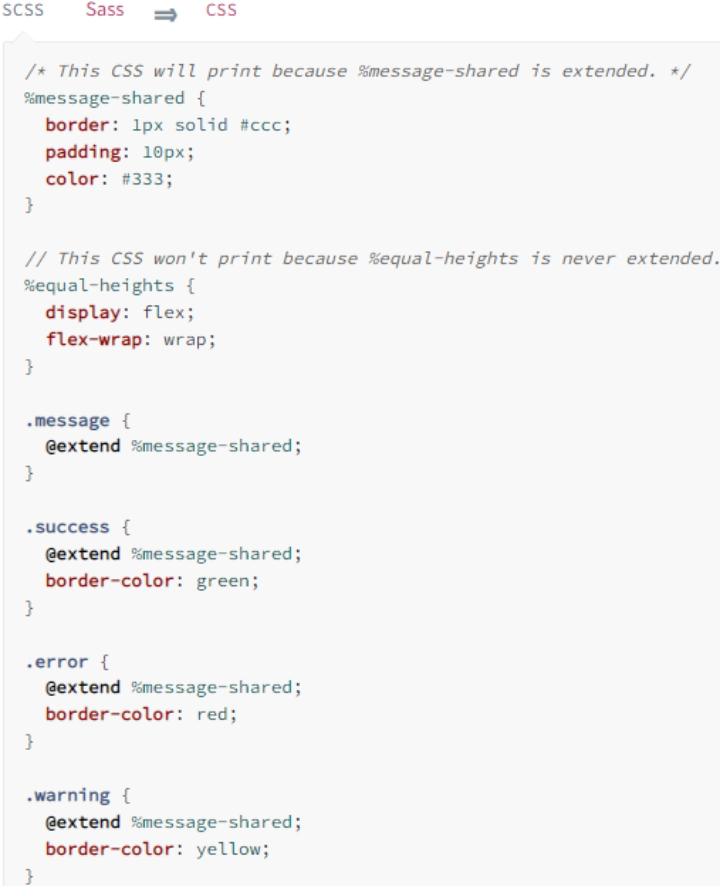 SCSS Sass ⇒ CSS
/* This CSS will print because %message-shared is extended. */
%message-shared {
  border: 1px solid #ccc;
  padding: 10px;
  color: #333;
}

// This CSS won't print because %equal-heights is never extended.
%equal-heights {
  display: flex;
  flex-wrap: wrap;
}

.message {
  @extend %message-shared;
}

.success {
  @extend %message-shared;
  border-color: green;
}

.error {
  @extend %message-shared;
  border-color: red;
}

.warning {
  @extend %message-shared;
  border-color: yellow;
}